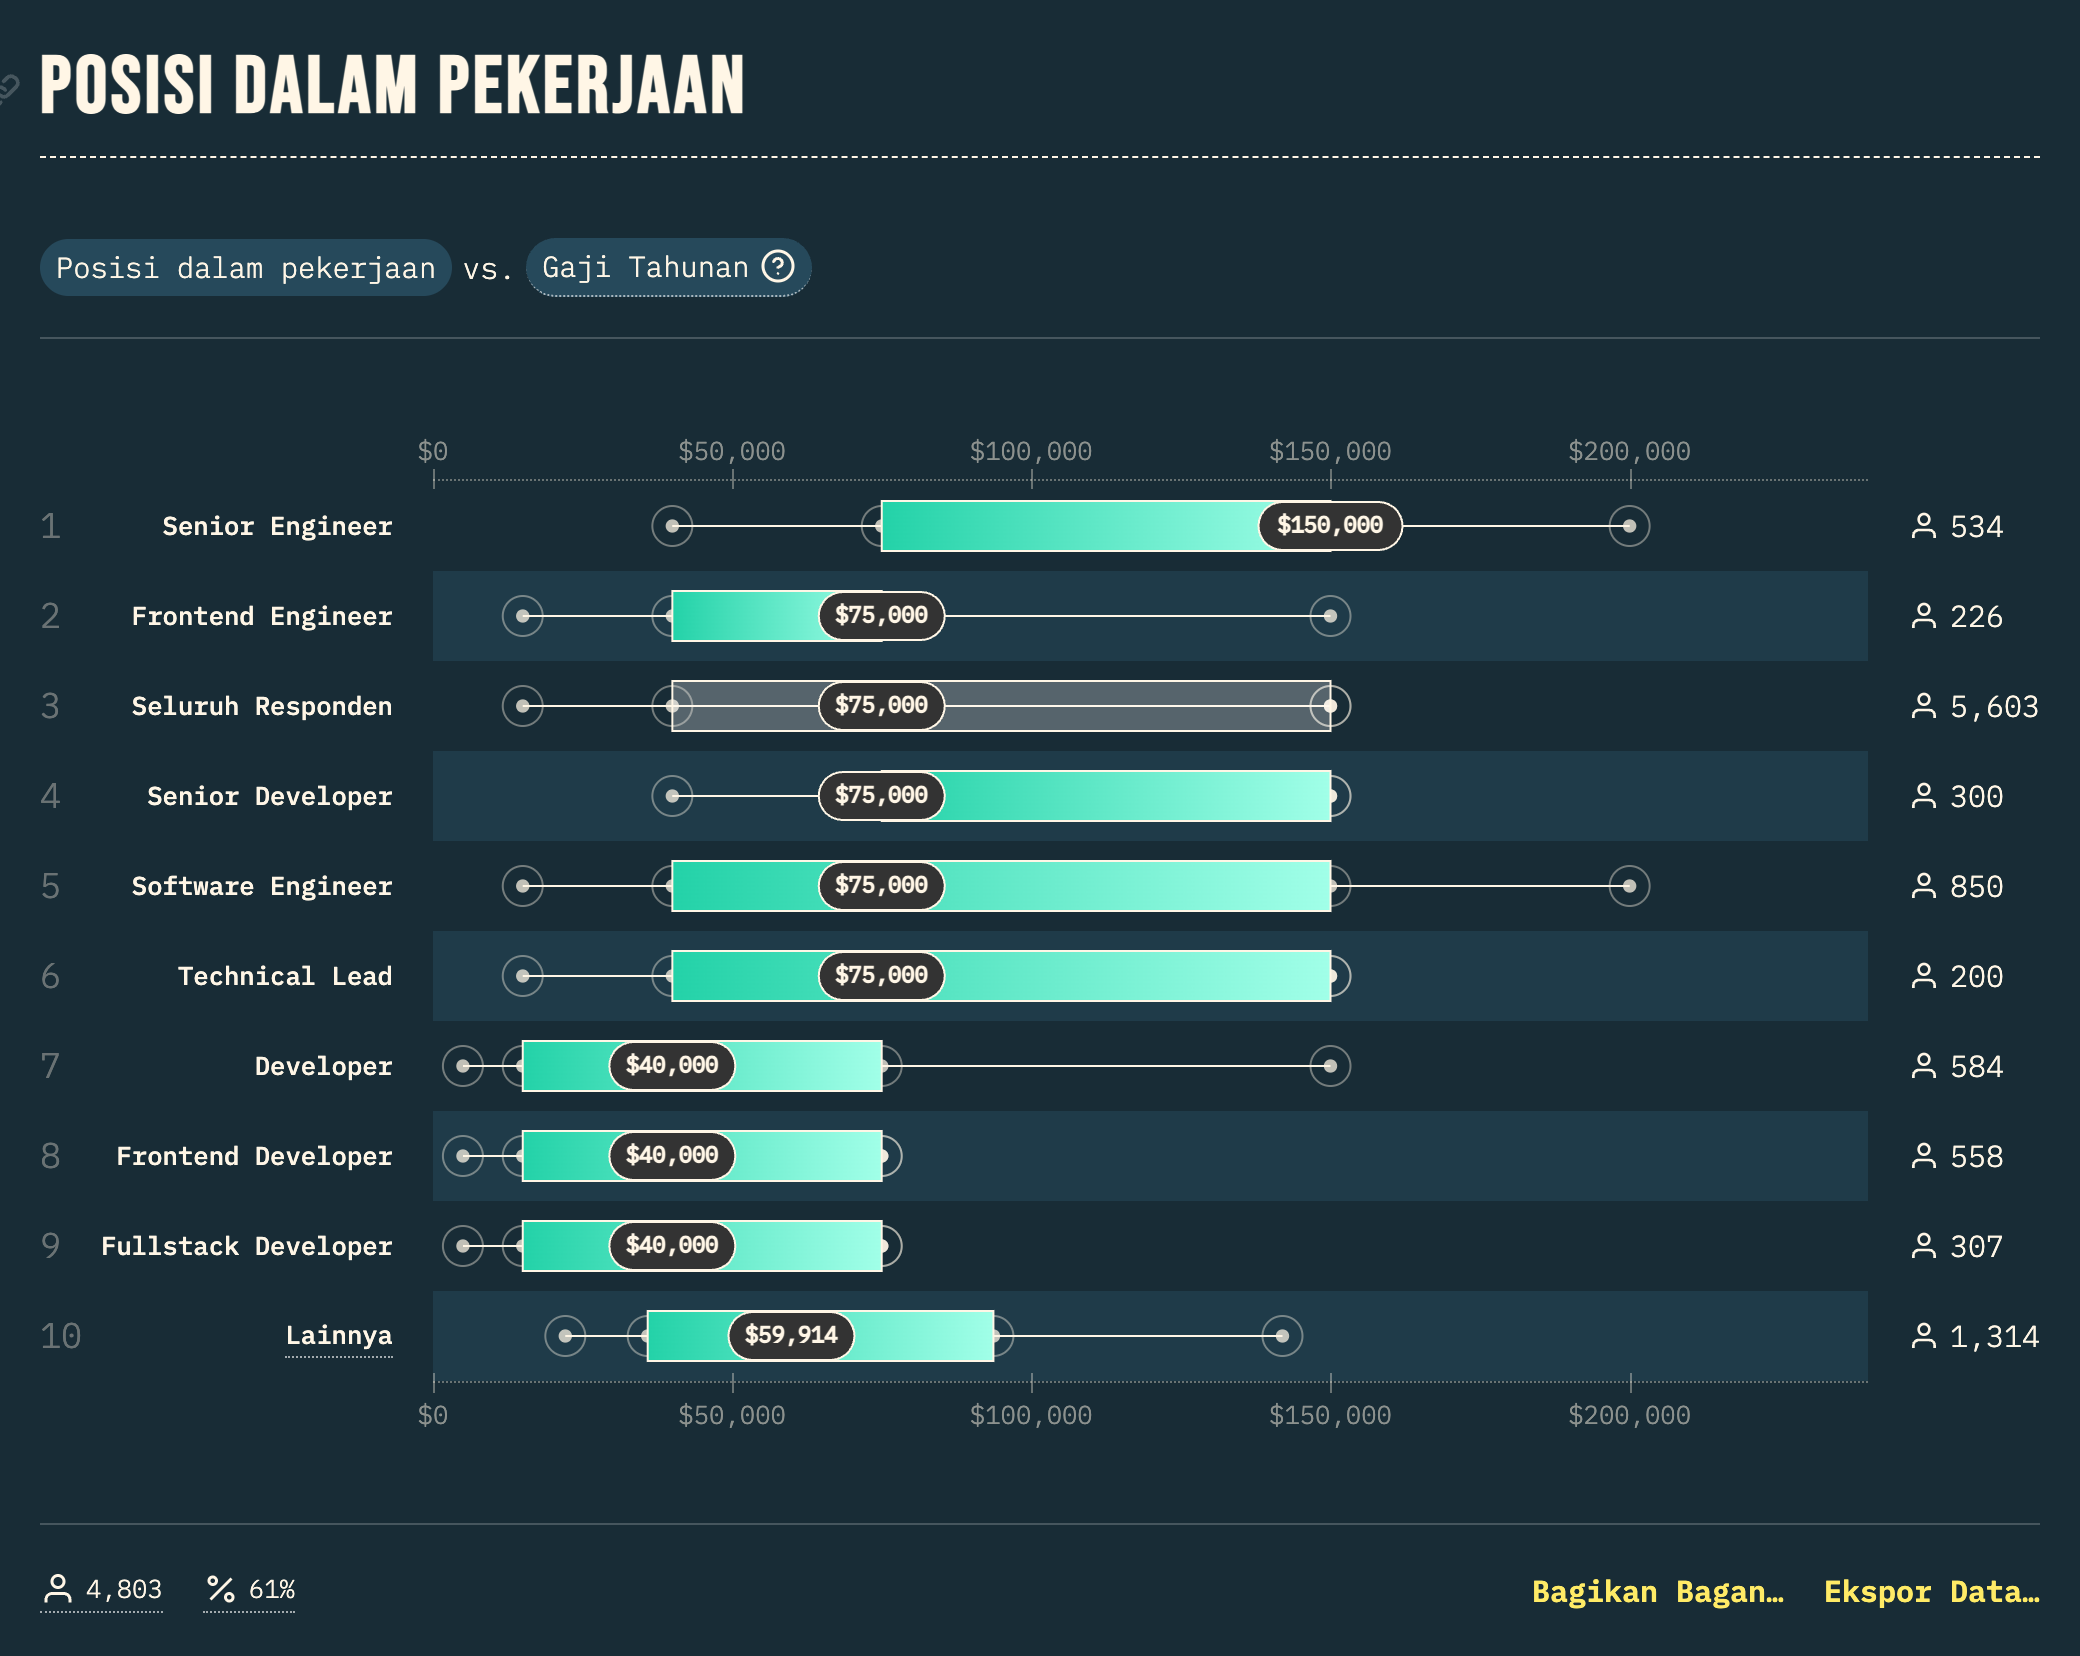 POSISI DALAM PEKERJAAN
Posisi dalam pekerjaan vs. Gaji Tahunan ?
$0 $50,000 $100,000 $150,000 $200,000
1 Senior Engineer $150,000 534
2 Frontend Engineer $75,000 226
3 Seluruh Responden $75,000 5,603
4 Senior Developer $75,000 300
5 Software Engineer $75,000 850
6 Technical Lead $75,000 200
7 Developer $40,000 584
8 Frontend Developer $40,000 558
9 Fullstack Developer $40,000 307
10 Lainnya $59,914 1,314
$0 $50,000 $100,000 $150,000 $200,000
4,803 % 61% Bagikan Bagan… Ekspor Data…